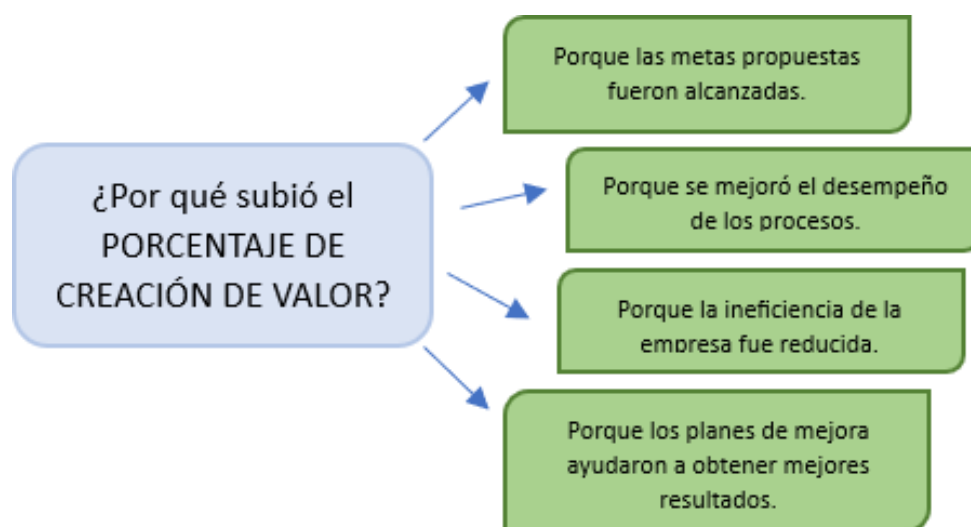 ¿Por qué subió el
PORCENTAJE DE
CREACIÓN DE VALOR?
Porque las metas propuestas
fueron alcanzadas.
Porque se mejoró el desempeño
de los procesos.
Porque la ineficiencia de la
empresa fue reducida.
Porque los planes de mejora
ayudaron a obtener mejores
resultados.